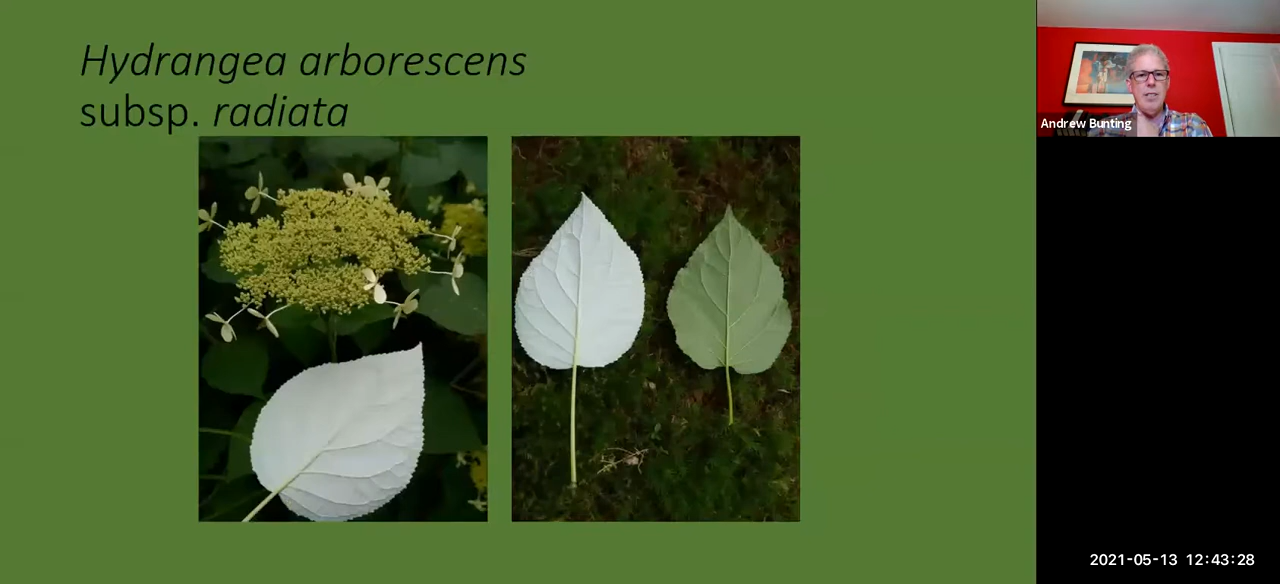 Hydrangea arborescens
subsp. radiata
Andrew Bunting
2021-05-13 12:43:28